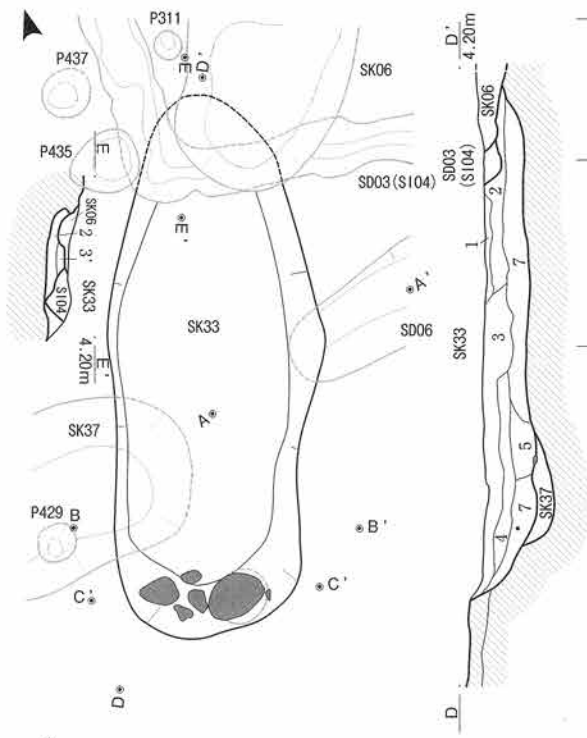 P311
P437
E
D'
SK06
P435
E
SD03(SI04)
E'
SK06
2
3'
SI04
SK33
E'
4.20m
SK33
A'
SD06
A
SK37
P429
B
B'
C'
C'
D
D'
4.20m
SK06
SD03
(SI04)
2
1
7
SK33
3
5
7
4
SK37
D